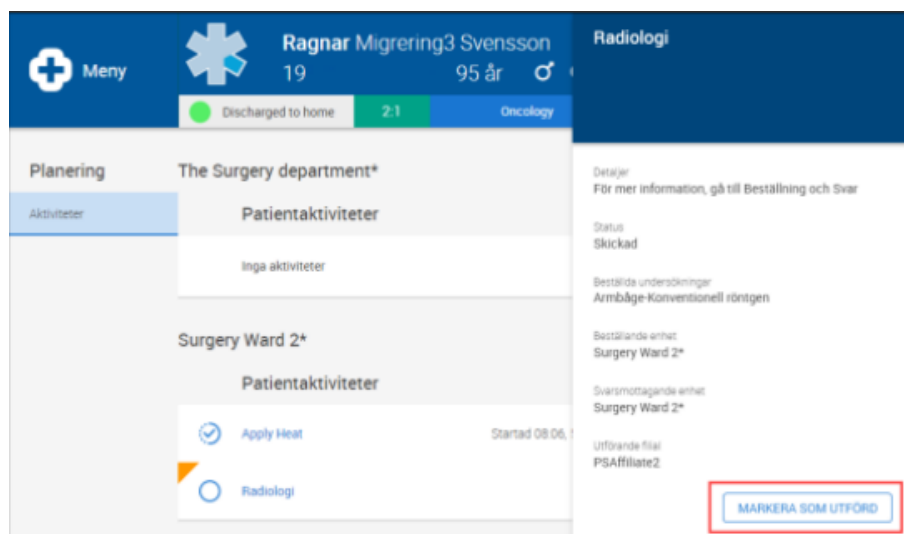 Meny
Ragnar Migrering3 Svensson
19 95 år
Discharged to home 2:1 Oncology
Planering
Aktiviteter
The Surgery department*
Patientaktiviteter
Inga aktiviteter
Surgery Ward 2*
Patientaktiviteter
Apply Heat Startad 08:06,
Radiologi
Radiologi
Detaljer
För mer information, gå till Beställning och Svar
Status
Skickad
Beställda undersökningar
Armbåge-Konventionell röntgen
Beställande enhet
Surgery Ward 2*
Svarsmottagande enhet
Surgery Ward 2*
Utförande filial
PSAffiliate2
MARKERA SOM UTFÖRD